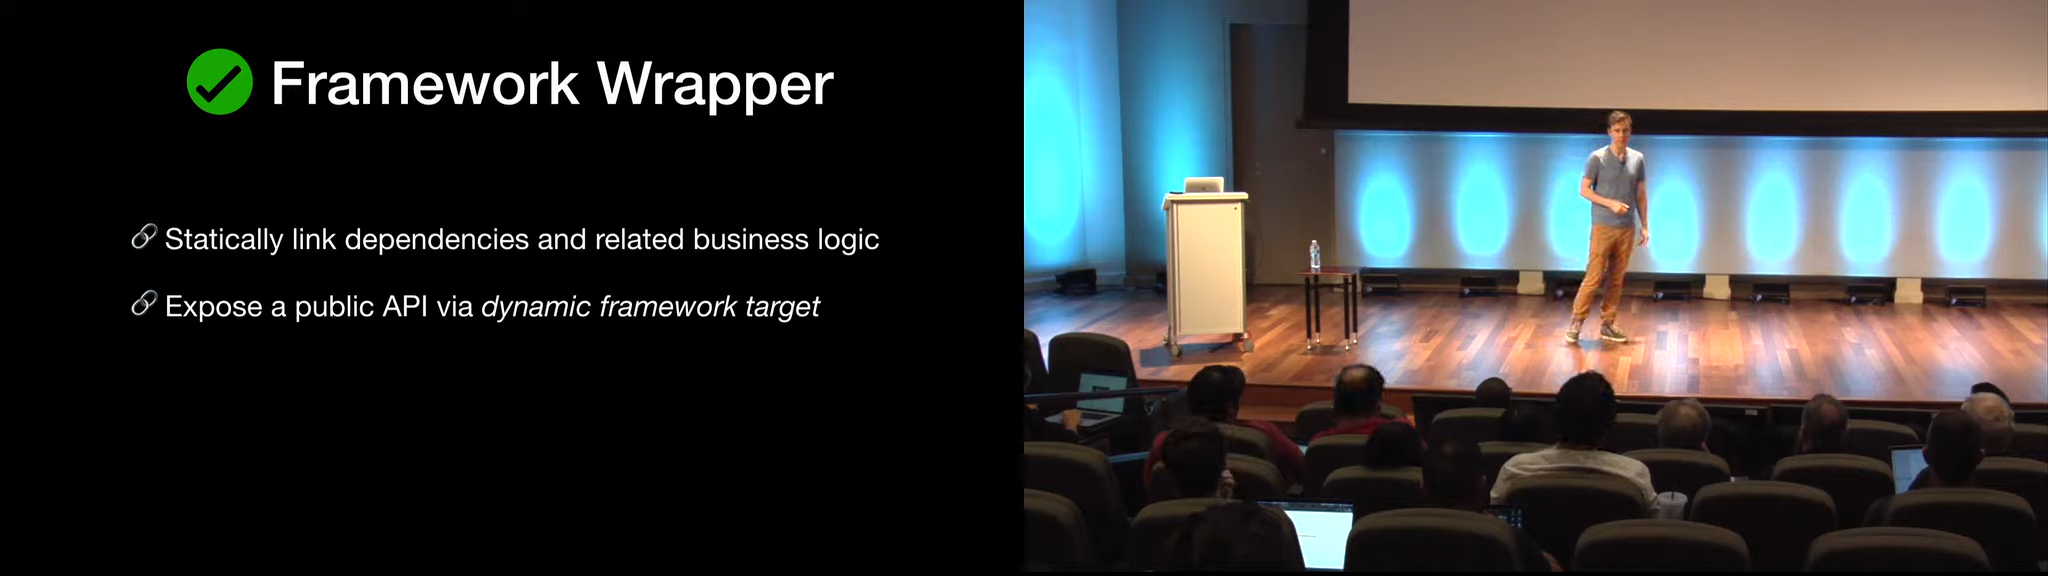 Framework Wrapper
Statically link dependencies and related business logic
Expose a public API via dynamic framework target